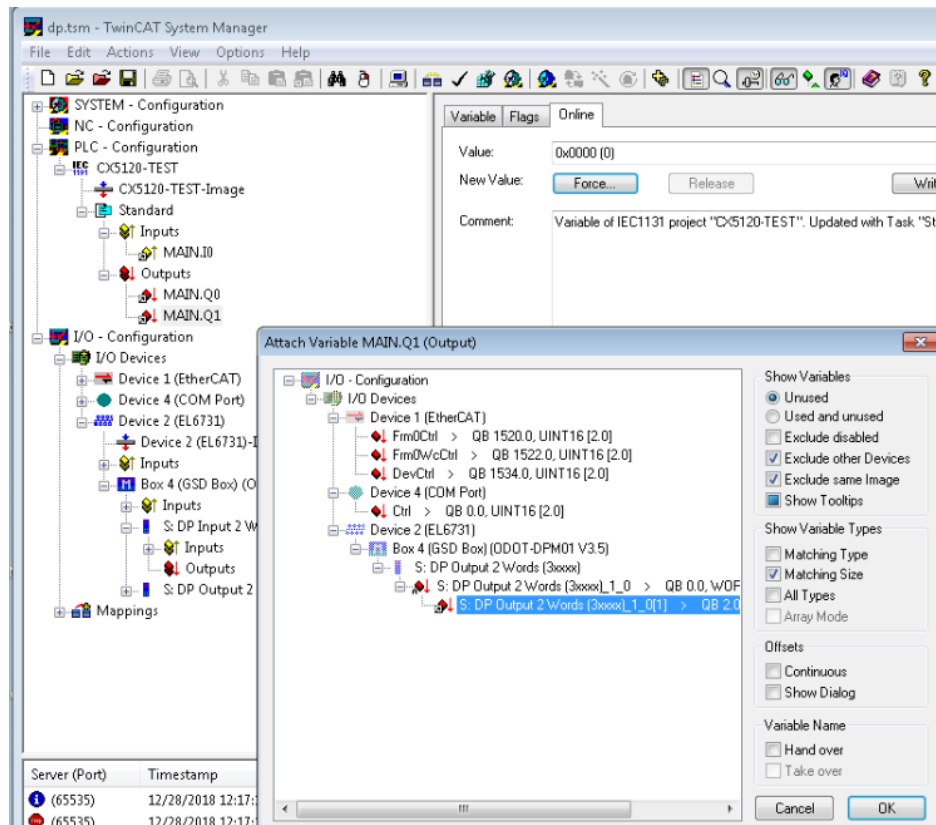 dp.tsm - TwinCAT System Manager
File Edit Actions View Options Help
SYSTEM - Configuration
NC - Configuration
PLC - Configuration
CX5120-TEST
CX5120-TEST-Image
Standard
Inputs
MAIN.I0
Outputs
MAIN.Q0
MAIN.Q1
I/O - Configuration
I/O Devices
Device 1 (EtherCAT)
Device 4 (COM Port)
Device 2 (EL6731)
Device 2 (EL6731)-I
Inputs
Box 4 (GSD Box) (O
Inputs
S: DP Input 2 W
Inputs
Outputs
S: DP Output 2
Mappings
Server (Port) Timestamp
(65535) 12/28/2018 12:17:
(65535) 12/28/2018 12:17:
Variable Flags Online
Value: 0x0000 (0)
New Value: Force... Release Writ
Comment: Variable of IEC1131 project "CX5120-TEST". Updated with Task "St
Attach Variable MAIN.Q1 (Output)
I/O - Configuration
I/O Devices
Device 1 (EtherCAT)
Frm0Ctrl > QB 1520.0, UINT16 [2.0]
Frm0WcCtrl > QB 1522.0, UINT16 [2.0]
DevCtrl > QB 1534.0, UINT16 [2.0]
Device 4 (COM Port)
Ctrl > QB 0.0, UINT16 [2.0]
Device 2 (EL6731)
Box 4 (GSD Box) (ODOT-DPM01 V3.5)
S: DP Output 2 Words (3xxxx)
S: DP Output 2 Words (3xxxx)_1_0 > QB 0.0, WOF
S: DP Output 2 Words (3xxxx)_1_0[1] > QB 2.0
Show Variables
Unused
Used and unused
Exclude disabled
Exclude other Devices
Exclude same Image
Show Tooltips
Show Variable Types
Matching Type
Matching Size
All Types
Array Mode
Offsets
Continuous
Show Dialog
Variable Name
Hand over
Take over
Cancel OK